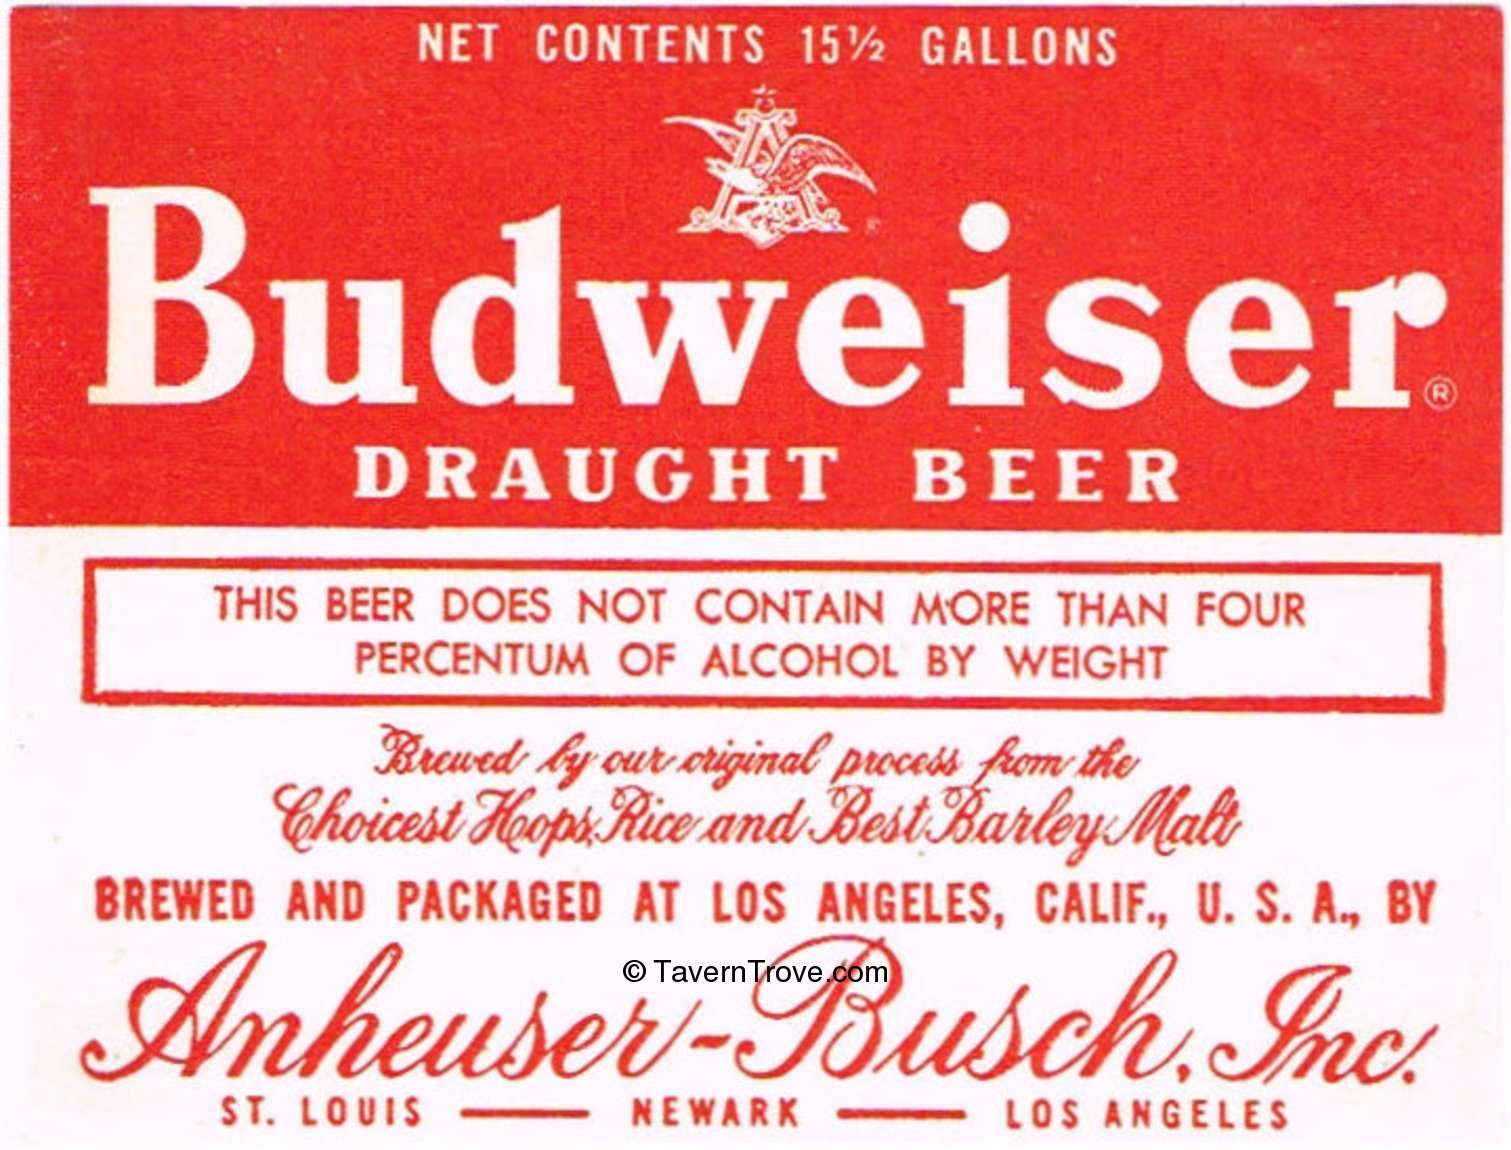 NET CONTENTS 15½ GALLONS
A
Budweiser®
DRAUGHT BEER
THIS BEER DOES NOT CONTAIN MORE THAN FOUR
PERCENTUM OF ALCOHOL BY WEIGHT
Brewed by our original process from the
Choicest Hops, Rice and Best Barley Malt
BREWED AND PACKAGED AT LOS ANGELES, CALIF., U. S. A., BY
© TavernTrove.com
Anheuser-Busch, Inc.
ST. LOUIS — NEWARK — LOS ANGELES